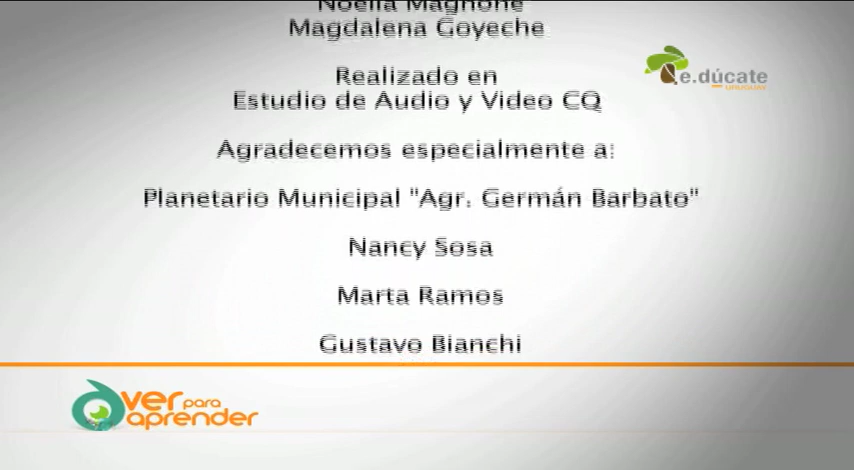 Noelia Magnone
Magdalena Goyeche
e.dúcate
URUGUAY
Realizado en
Estudio de Audio y Video CQ
Agradecemos especialmente a:
Planetario Municipal "Agr. Germán Barbato"
Nancy Sosa
Marta Ramos
Gustavo Bianchi
ver para
aprender